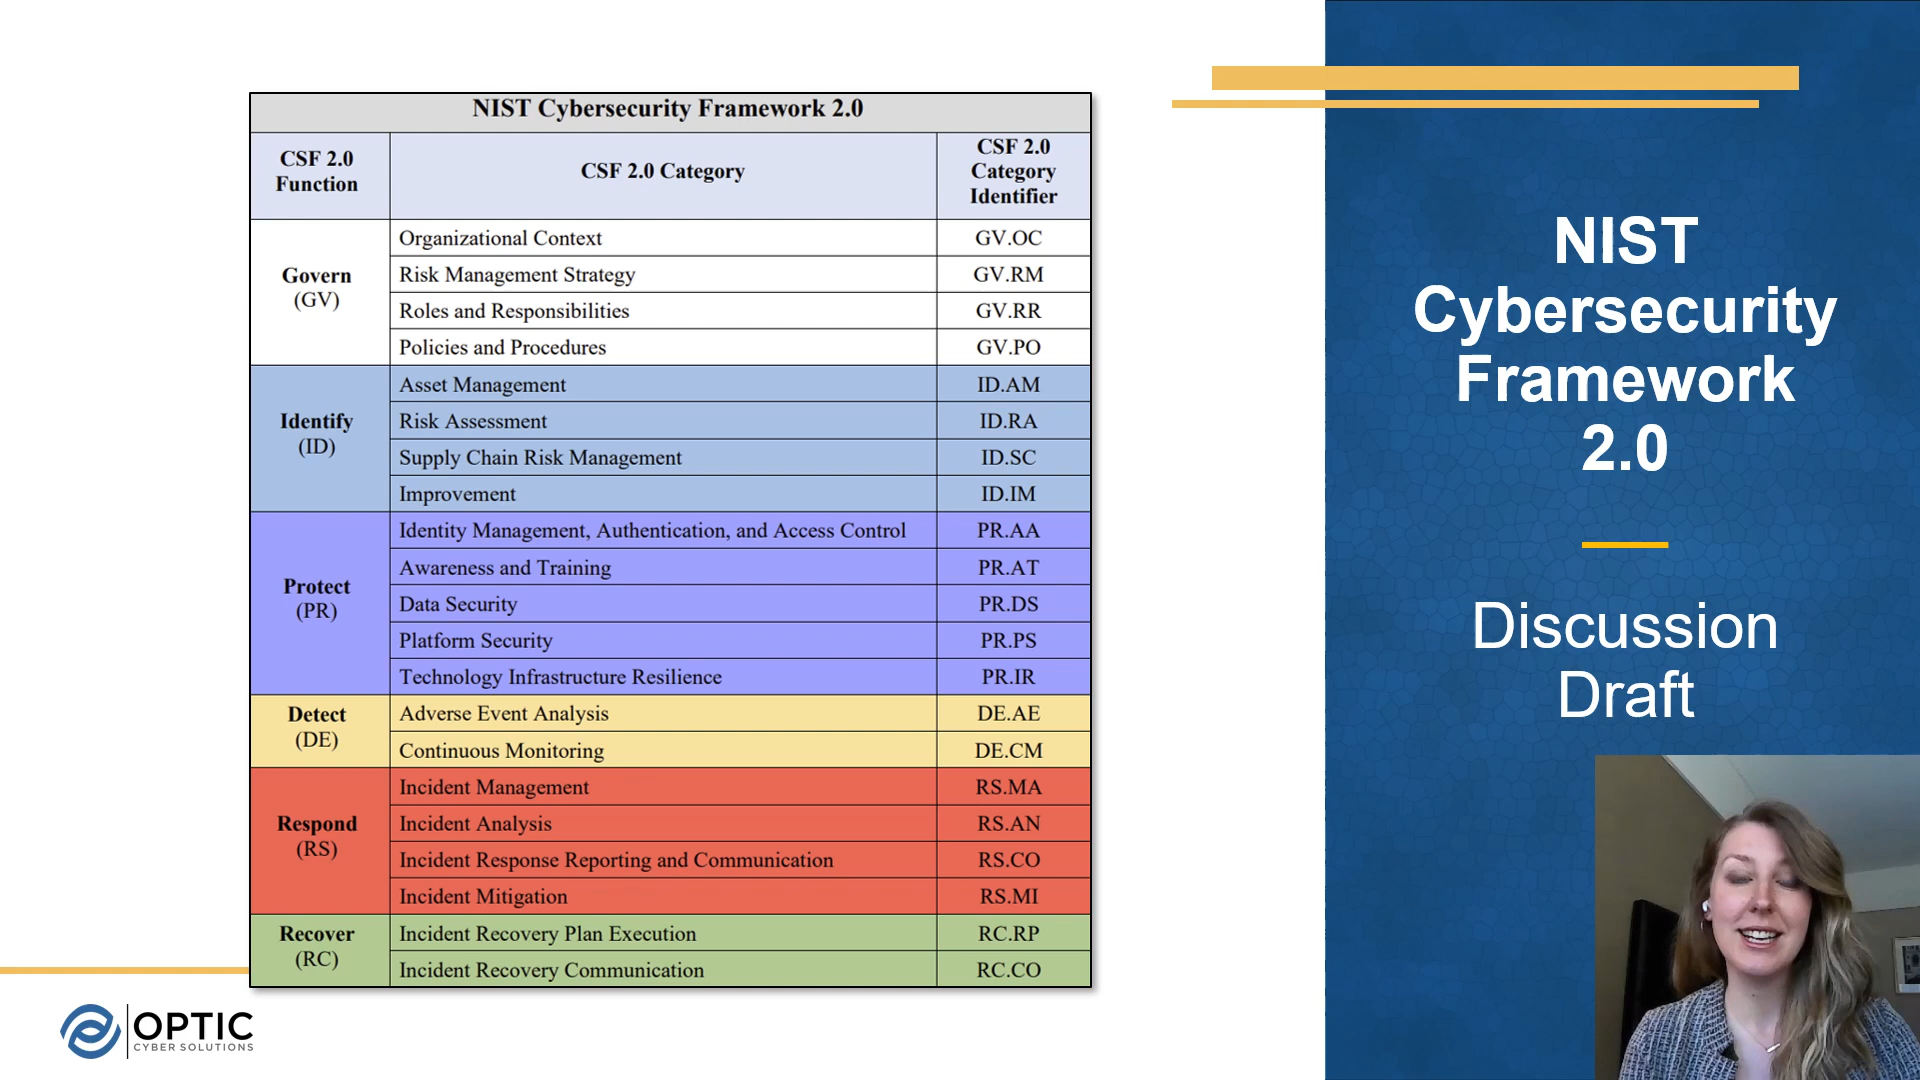 NIST Cybersecurity Framework 2.0
CSF 2.0
Function
CSF 2.0 Category
CSF 2.0
Category
Identifier
Govern
(GV)
Organizational Context
GV.OC
Risk Management Strategy
GV.RM
Roles and Responsibilities
GV.RR
Policies and Procedures
GV.PO
Identify
(ID)
Asset Management
ID.AM
Risk Assessment
ID.RA
Supply Chain Risk Management
ID.SC
Improvement
ID.IM
Protect
(PR)
Identity Management, Authentication, and Access Control
PR.AA
Awareness and Training
PR.AT
Data Security
PR.DS
Platform Security
PR.PS
Technology Infrastructure Resilience
PR.IR
Detect
(DE)
Adverse Event Analysis
DE.AE
Continuous Monitoring
DE.CM
Respond
(RS)
Incident Management
RS.MA
Incident Analysis
RS.AN
Incident Response Reporting and Communication
RS.CO
Incident Mitigation
RS.MI
Recover
(RC)
Incident Recovery Plan Execution
RC.RP
Incident Recovery Communication
RC.CO
OPTIC
CYBER SOLUTIONS
NIST
Cybersecurity
Framework
2.0
Discussion
Draft